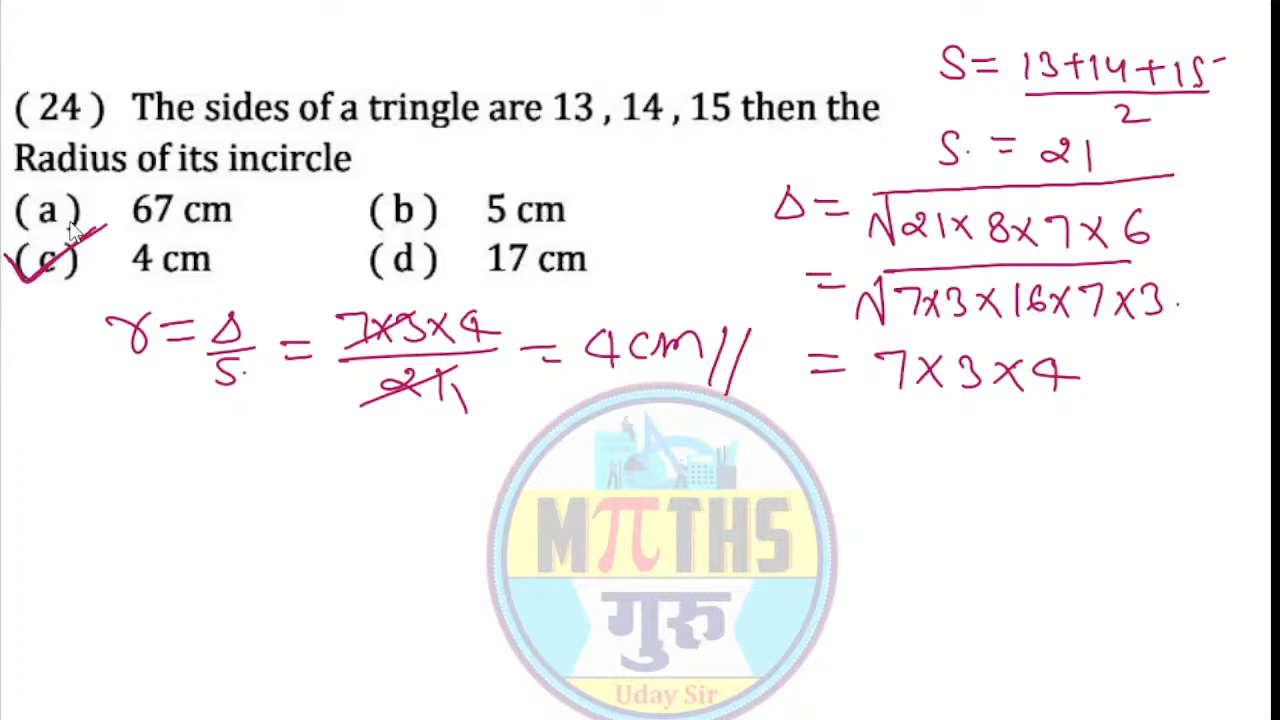 ( 24 ) The sides of a tringle are 13 , 14 , 15 then the
Radius of its incircle
( a ) 67 cm ( b ) 5 cm
( c ) 4 cm ( d ) 17 cm
S = 13+14+15 / 2
S. = 21
Δ = √21×8×7×6
= √7×3×16×7×3.
= 7×3×4
r = Δ/S. = 7×3×4 / 21 = 4cm//
MπTHS
गुरु
Uday Sir